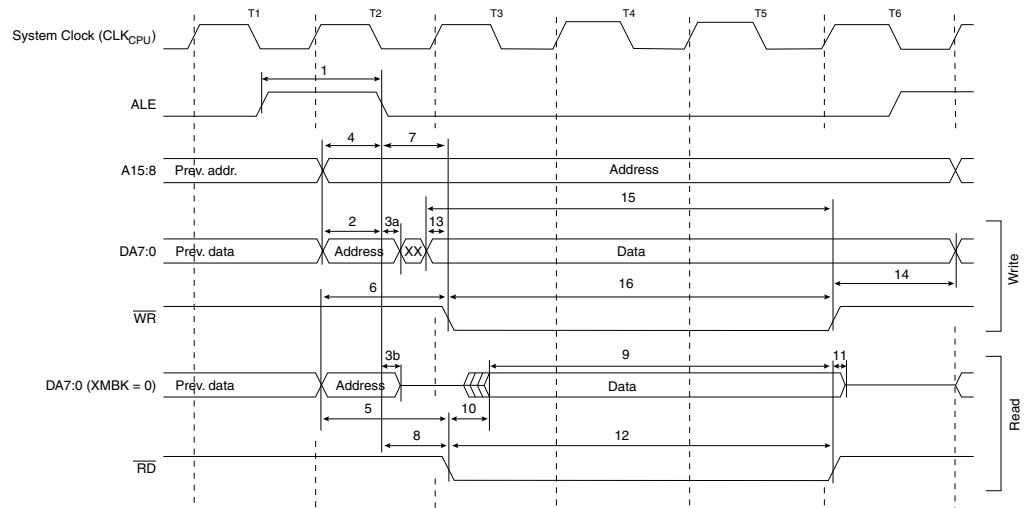 T1 T2 T3 T4 T5 T6
System Clock (CLKCPU)
1
ALE
4 7
A15:8 Prev. addr. Address
15
2 3a 13
DA7:0 Prev. data Address XX Data
14
6 16
WR
Write
3b 9 11
DA7:0 (XMBK = 0) Prev. data Address Data
5 10
8 12
RD
Read